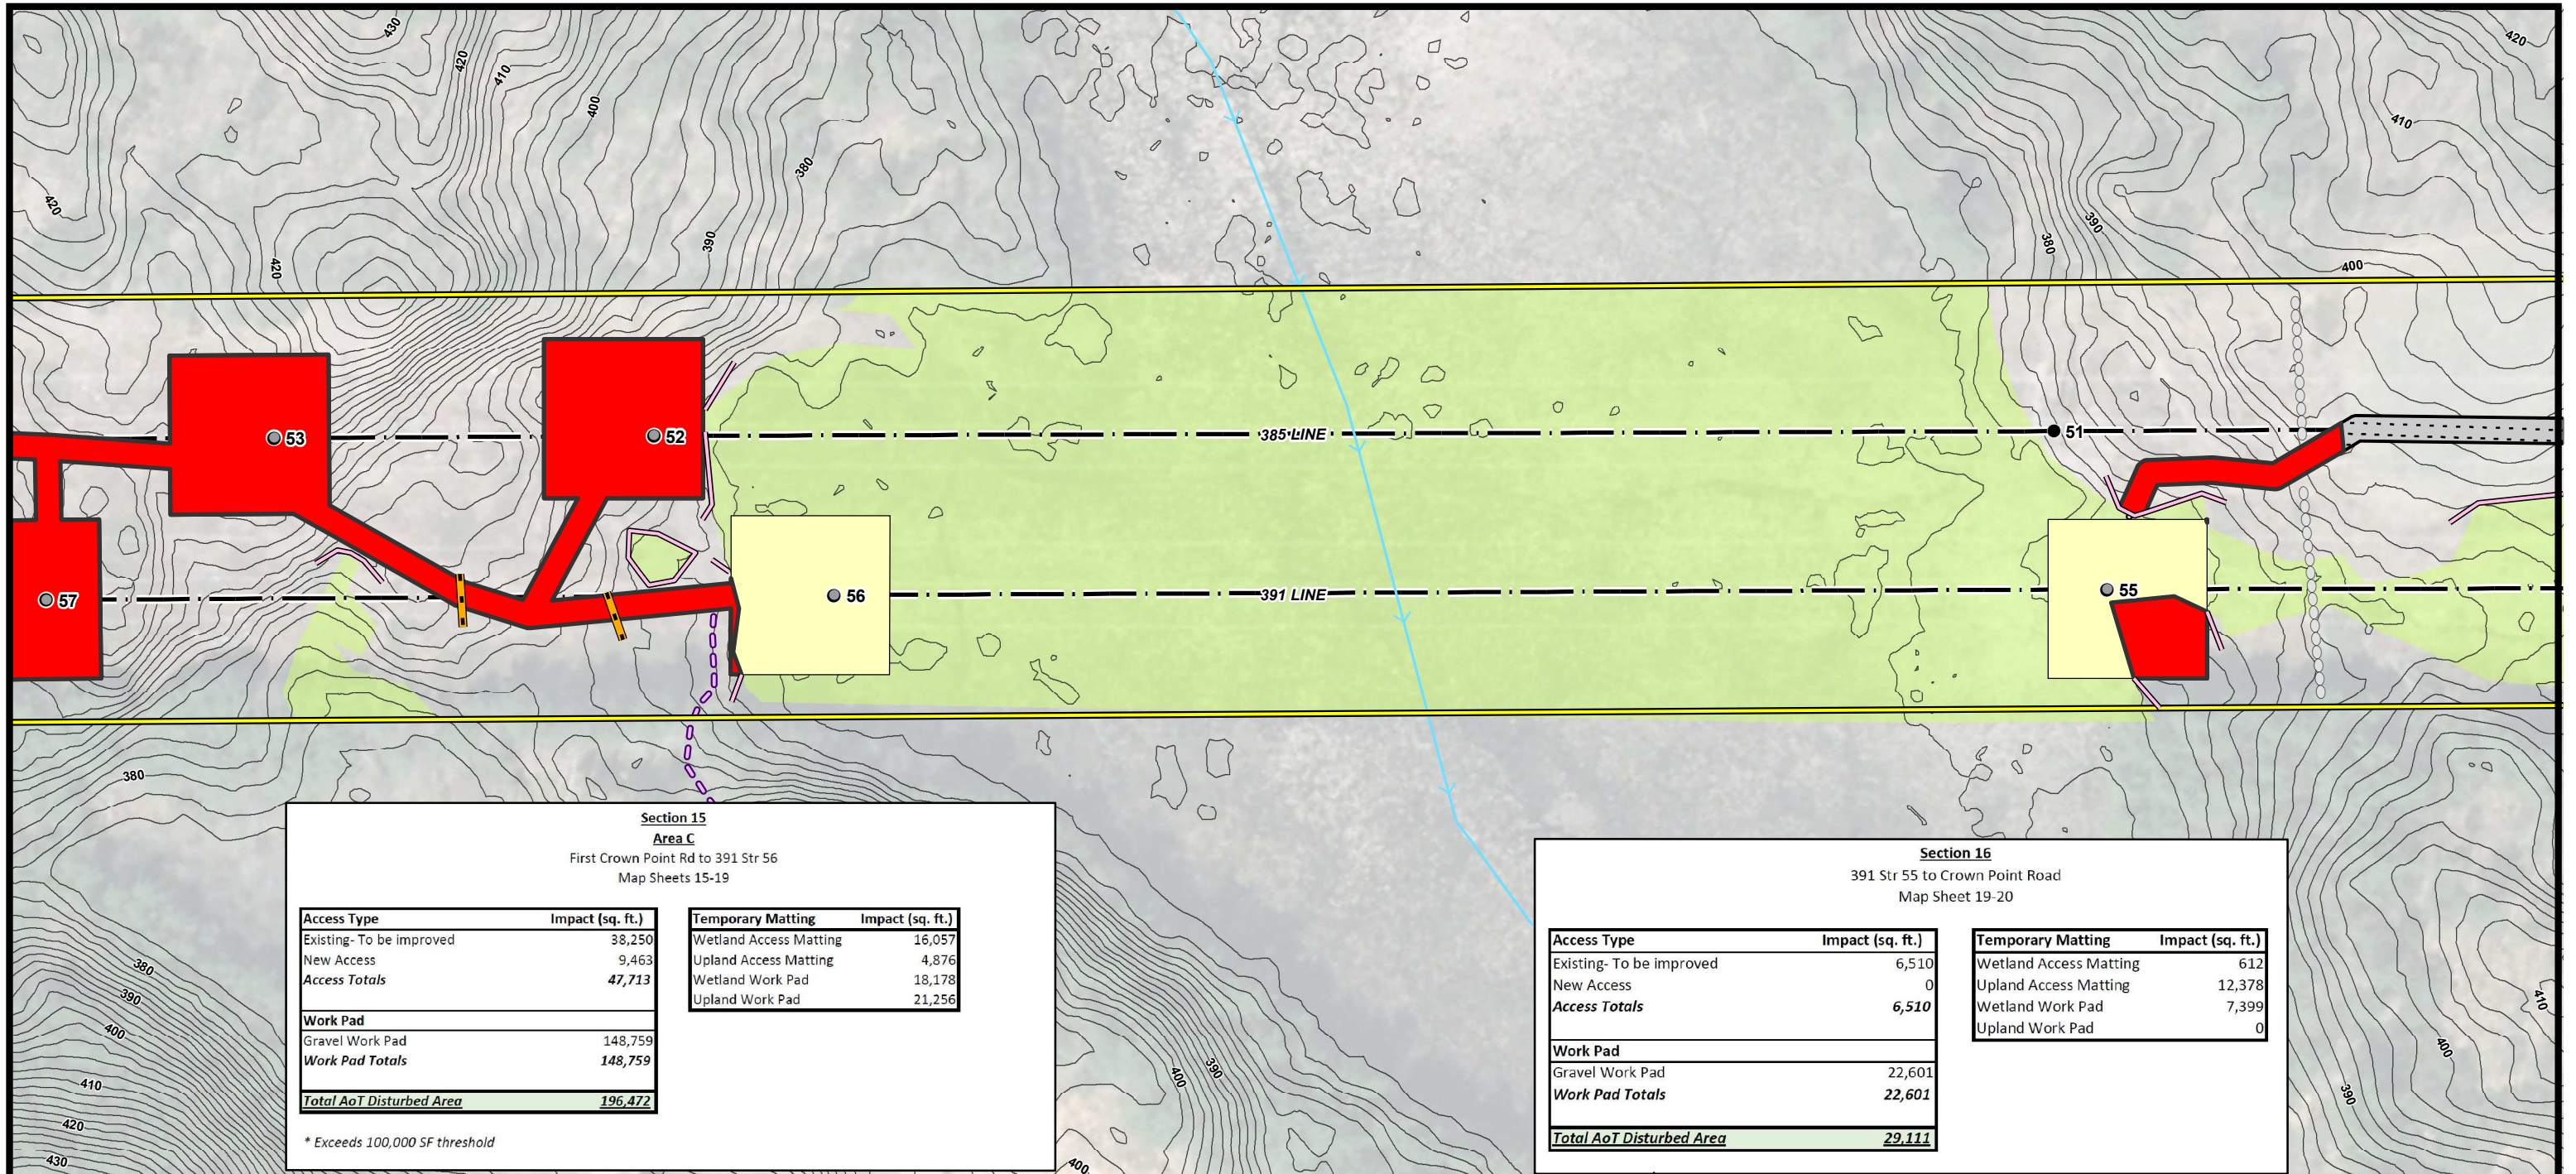 430
420
410
400
380
390
420
420
420
410
390
380
400
53
52
385 LINE
51
57
56
391 LINE
55
380
Section 15
Area C
First Crown Point Rd to 391 Str 56
Map Sheets 15-19
Access Type Impact (sq. ft.)
Existing- To be improved 38,250
New Access 9,463
Access Totals 47,713
Work Pad
Gravel Work Pad 148,759
Work Pad Totals 148,759
Total AoT Disturbed Area 196,472
* Exceeds 100,000 SF threshold
Temporary Matting Impact (sq. ft.)
Wetland Access Matting 16,057
Upland Access Matting 4,876
Wetland Work Pad 18,178
Upland Work Pad 21,256
Section 16
391 Str 55 to Crown Point Road
Map Sheet 19-20
Access Type Impact (sq. ft.)
Existing- To be improved 6,510
New Access 0
Access Totals 6,510
Work Pad
Gravel Work Pad 22,601
Work Pad Totals 22,601
Total AoT Disturbed Area 29,111
Temporary Matting Impact (sq. ft.)
Wetland Access Matting 612
Upland Access Matting 12,378
Wetland Work Pad 7,399
Upland Work Pad 0
380
390
400
410
420
430
400
390
400
410
400
390